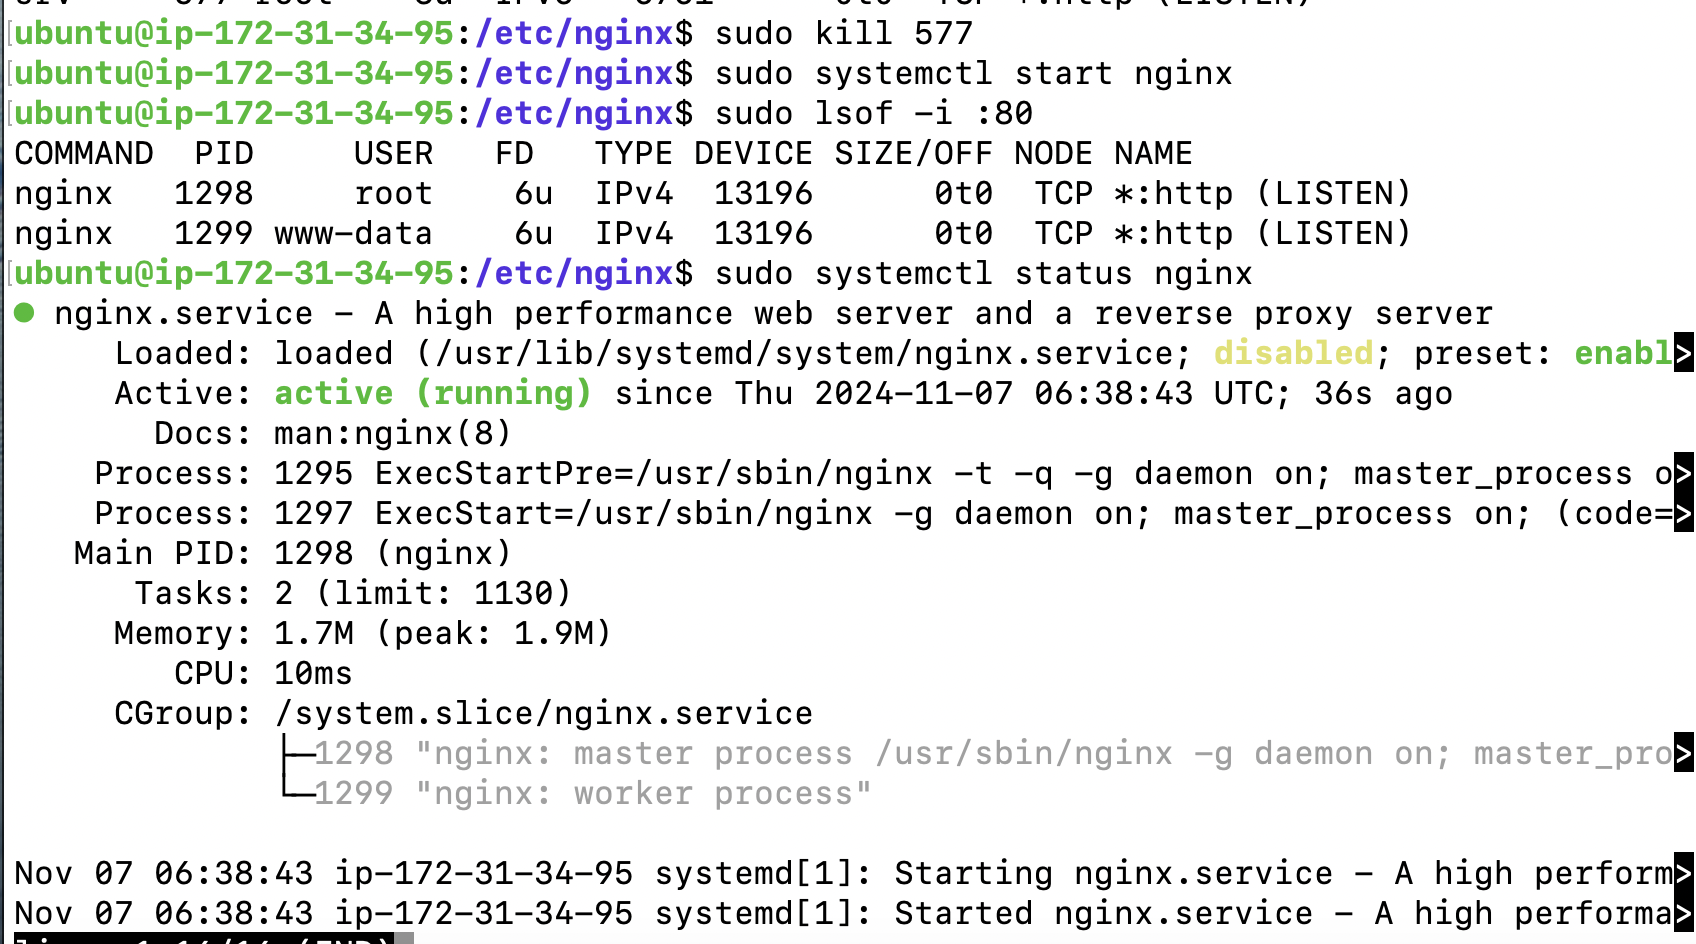 577 root
ubuntu@ip-172-31-34-95:/etc/nginx$ sudo kill 577
ubuntu@ip-172-31-34-95:/etc/nginx$ sudo systemctl start nginx
ubuntu@ip-172-31-34-95:/etc/nginx$ sudo lsof -i :80
COMMAND  PID     USER   FD   TYPE DEVICE SIZE/OFF NODE NAME
nginx   1298     root    6u  IPv4  13196      0t0  TCP *:http (LISTEN)
nginx   1299 www-data    6u  IPv4  13196      0t0  TCP *:http (LISTEN)
ubuntu@ip-172-31-34-95:/etc/nginx$ sudo systemctl status nginx
● nginx.service - A high performance web server and a reverse proxy server
     Loaded: loaded (/usr/lib/systemd/system/nginx.service; disabled; preset: enabl>
     Active: active (running) since Thu 2024-11-07 06:38:43 UTC; 36s ago
       Docs: man:nginx(8)
    Process: 1295 ExecStartPre=/usr/sbin/nginx -t -q -g daemon on; master_process o>
    Process: 1297 ExecStart=/usr/sbin/nginx -g daemon on; master_process on; (code=>
   Main PID: 1298 (nginx)
      Tasks: 2 (limit: 1130)
     Memory: 1.7M (peak: 1.9M)
        CPU: 10ms
     CGroup: /system.slice/nginx.service
             ├─1298 "nginx: master process /usr/sbin/nginx -g daemon on; master_pro>
             └─1299 "nginx: worker process"
Nov 07 06:38:43 ip-172-31-34-95 systemd[1]: Starting nginx.service - A high perform>
Nov 07 06:38:43 ip-172-31-34-95 systemd[1]: Started nginx.service - A high performa>
lines 1-16/16 (END)